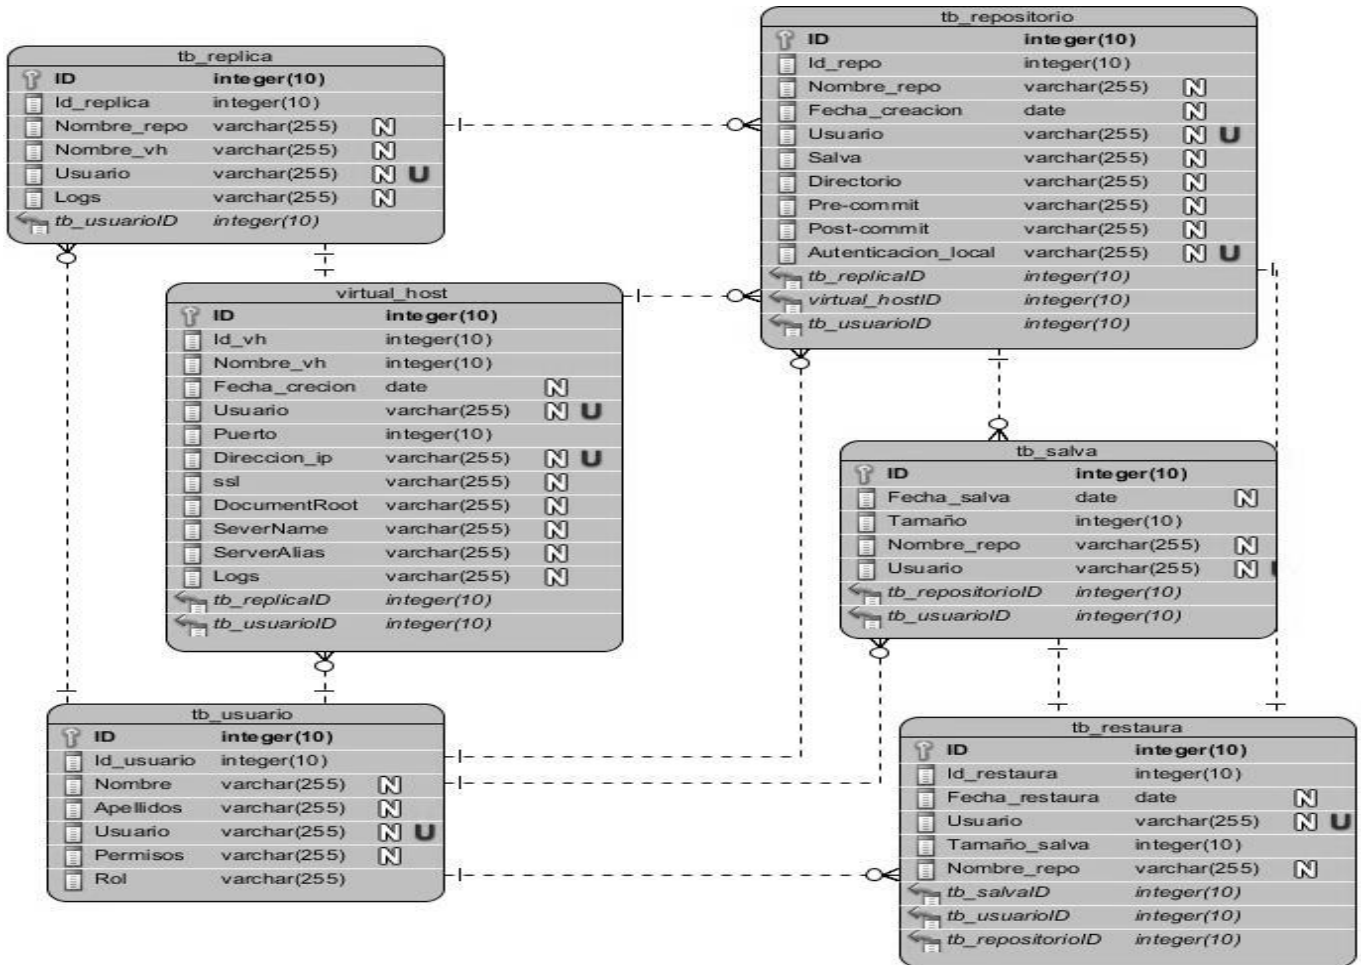 tb_replica
ID integer(10)
Id_replica integer(10)
Nombre_repo varchar(255) N
Nombre_vh varchar(255) N
Usuario varchar(255) N U
Logs varchar(255) N
tb_usuarioID integer(10)
tb_repositorio
ID integer(10)
Id_repo integer(10)
Nombre_repo varchar(255) N
Fecha_creacion date N
Usuario varchar(255) N U
Salva varchar(255) N
Directorio varchar(255) N
Pre-commit varchar(255) N
Post-commit varchar(255) N
Autenticacion_local varchar(255) N U
tb_replicaID integer(10)
virtual_hostID integer(10)
tb_usuarioID integer(10)
virtual_host
ID integer(10)
Id_vh integer(10)
Nombre_vh integer(10)
Fecha_crecion date N
Usuario varchar(255) N U
Puerto integer(10)
Direccion_ip varchar(255) N U
ssl varchar(255) N
DocumentRoot varchar(255) N
SeverName varchar(255) N
ServerAlias varchar(255) N
Logs varchar(255) N
tb_replicaID integer(10)
tb_usuarioID integer(10)
tb_salva
ID integer(10)
Fecha_salva date N
Tamaño integer(10)
Nombre_repo varchar(255) N
Usuario varchar(255) N
tb_repositorioID integer(10)
tb_usuarioID integer(10)
tb_usuario
ID integer(10)
Id_usuario integer(10)
Nombre varchar(255) N
Apellidos varchar(255) N
Usuario varchar(255) N U
Permisos varchar(255) N
Rol varchar(255)
tb_restaura
ID integer(10)
Id_restaura integer(10)
Fecha_restaura date N
Usuario varchar(255) N U
Tamaño_salva integer(10)
Nombre_repo varchar(255) N
tb_salvaID integer(10)
tb_usuarioID integer(10)
tb_repositorioID integer(10)